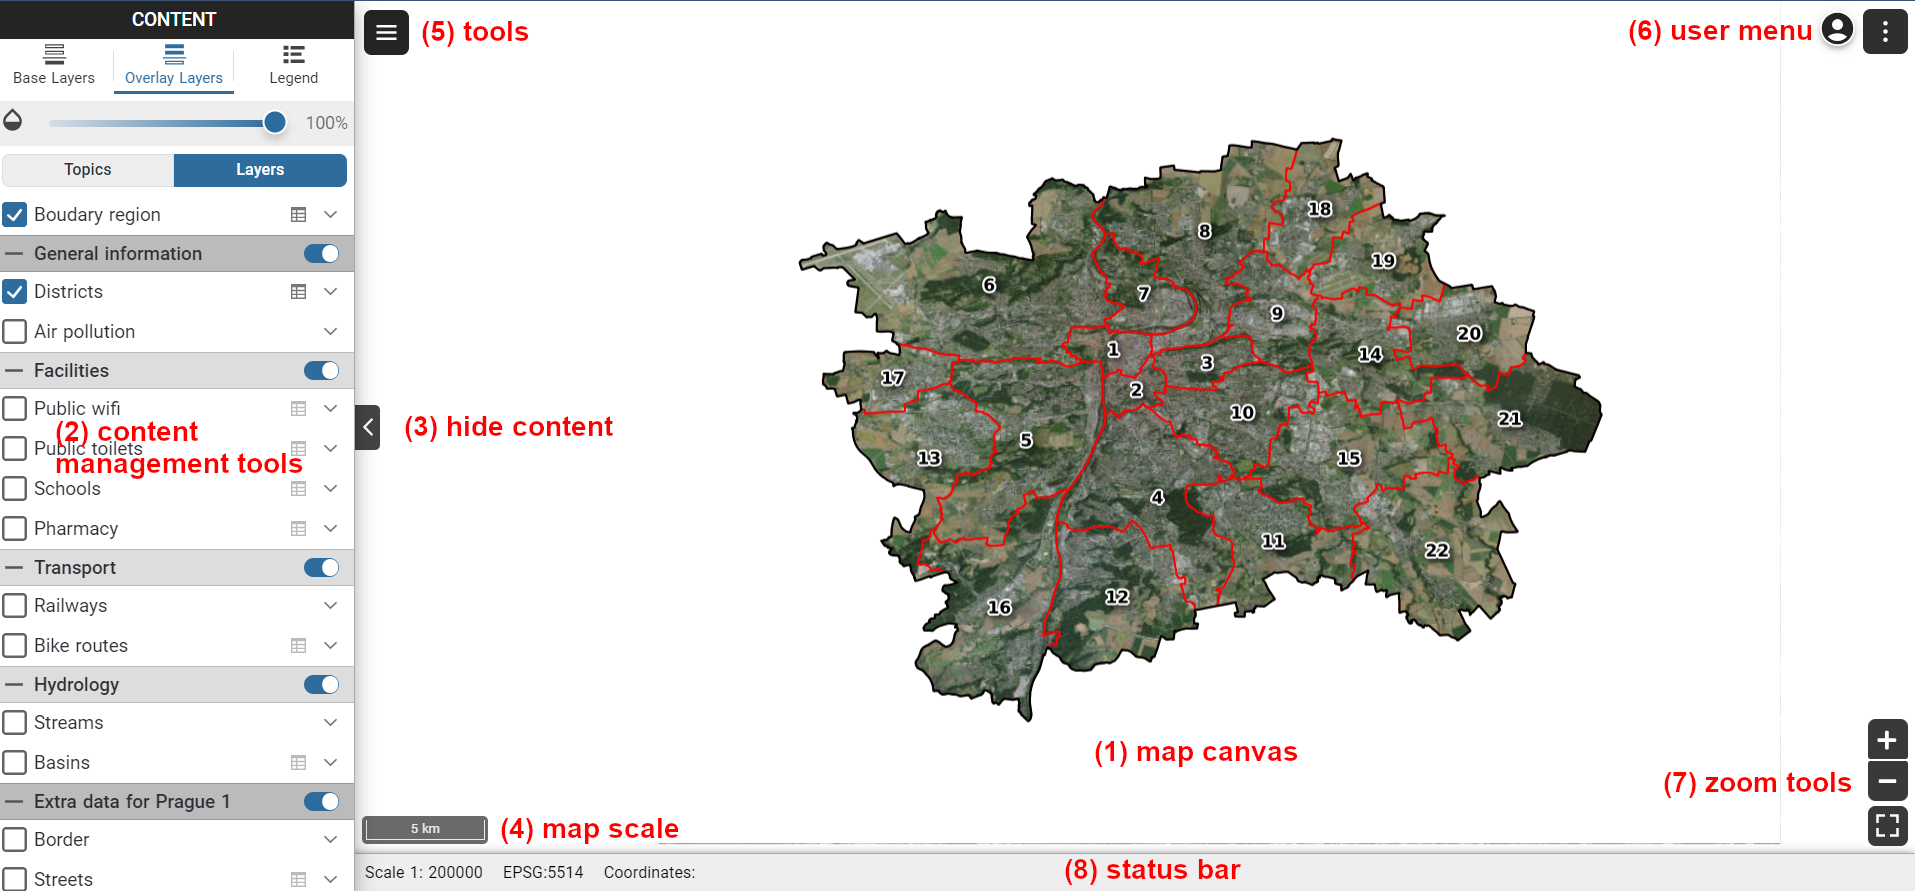 CONTENT
Base Layers
Overlay Layers
Legend
100%
Topics
Layers
Boudary region
General information
Districts
Air pollution
Facilities
Public wifi
(2) content
Public toilets
management tools
Schools
Pharmacy
Transport
Railways
Bike routes
Hydrology
Streams
Basins
Extra data for Prague 1
Border
Streets
(5) tools
(6) user menu
(3) hide content
18
8
19
6
7
9
20
1
14
3
17
2
10
21
5
13
15
4
11
22
12
16
(1) map canvas
(7) zoom tools
5 km
(4) map scale
Scale 1: 200000 EPSG:5514 Coordinates:
(8) status bar